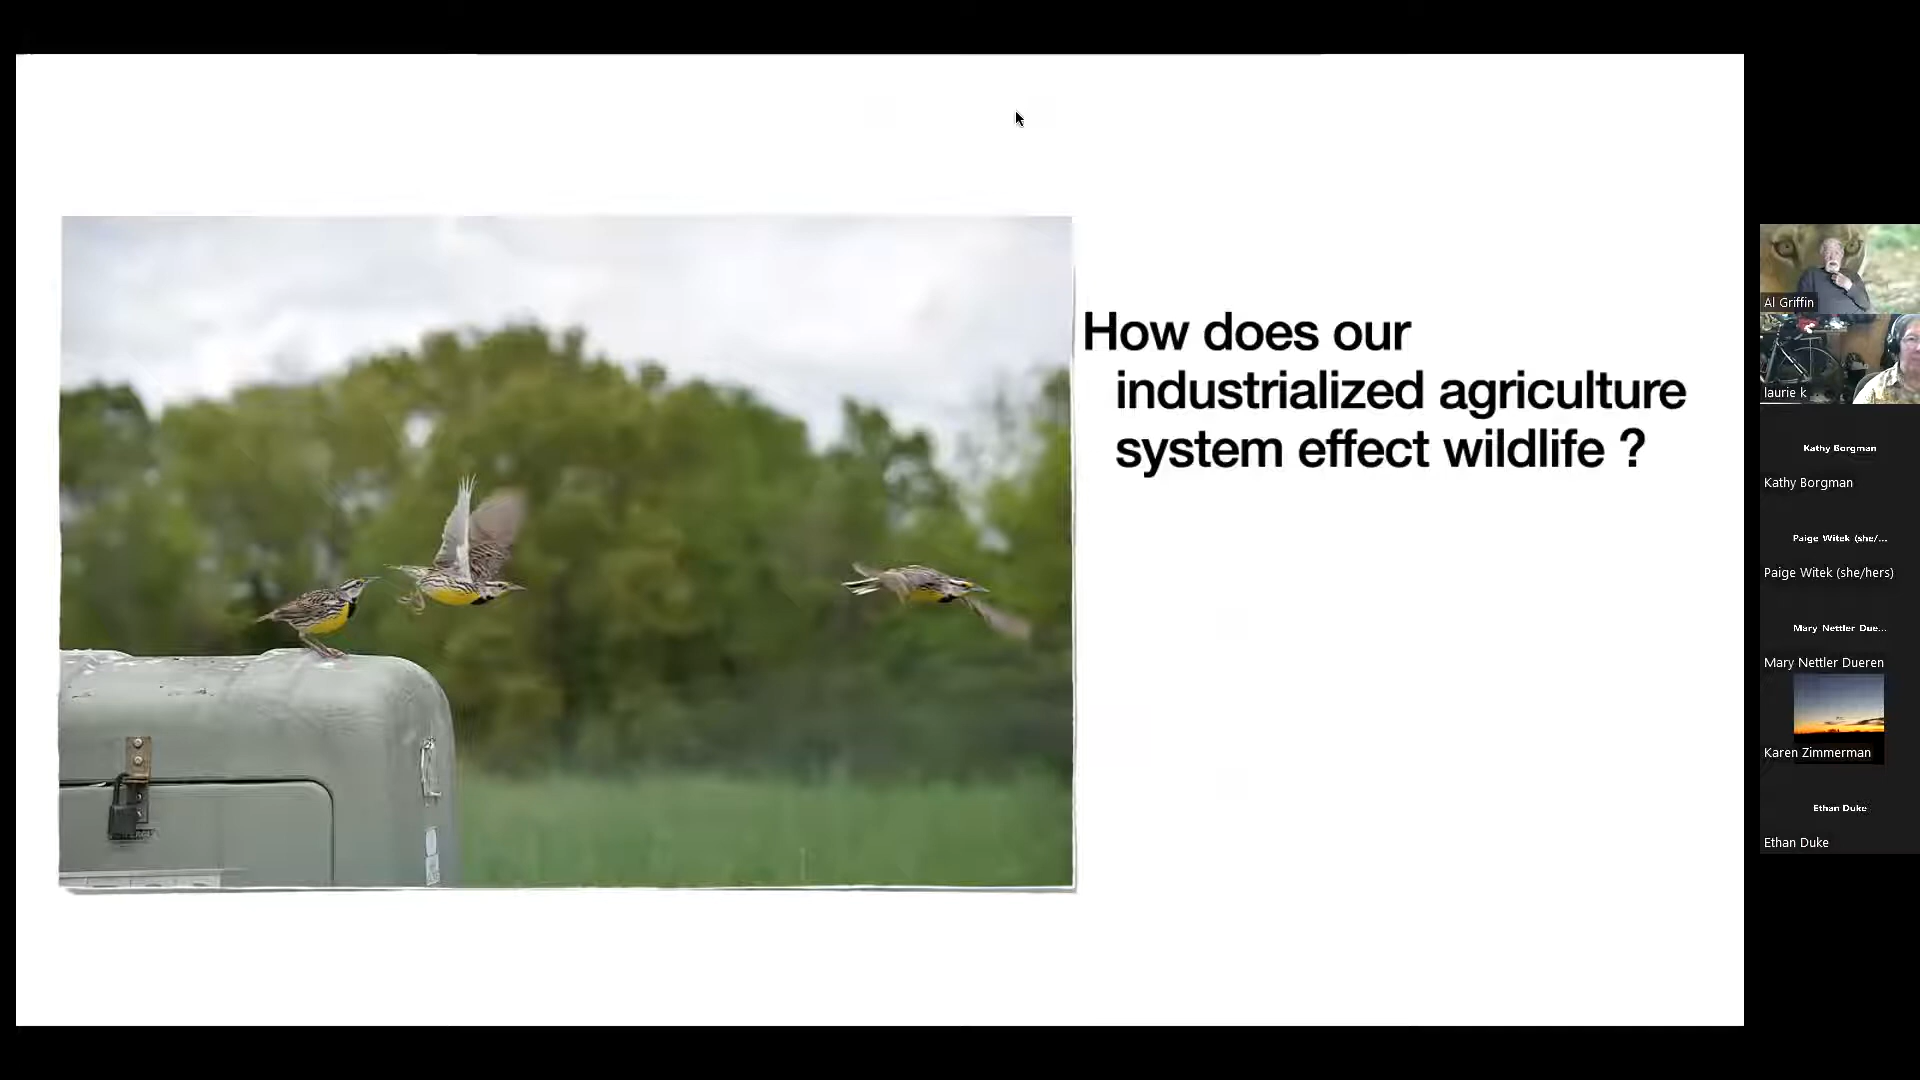 How does our
industrialized agriculture
system effect wildlife ?
Al Griffin
laurie k
Kathy Borgman
Kathy Borgman
Paige Witek (she/...
Paige Witek (she/hers)
Mary Nettler Due...
Mary Nettler Dueren
Karen Zimmerman
Ethan Duke
Ethan Duke